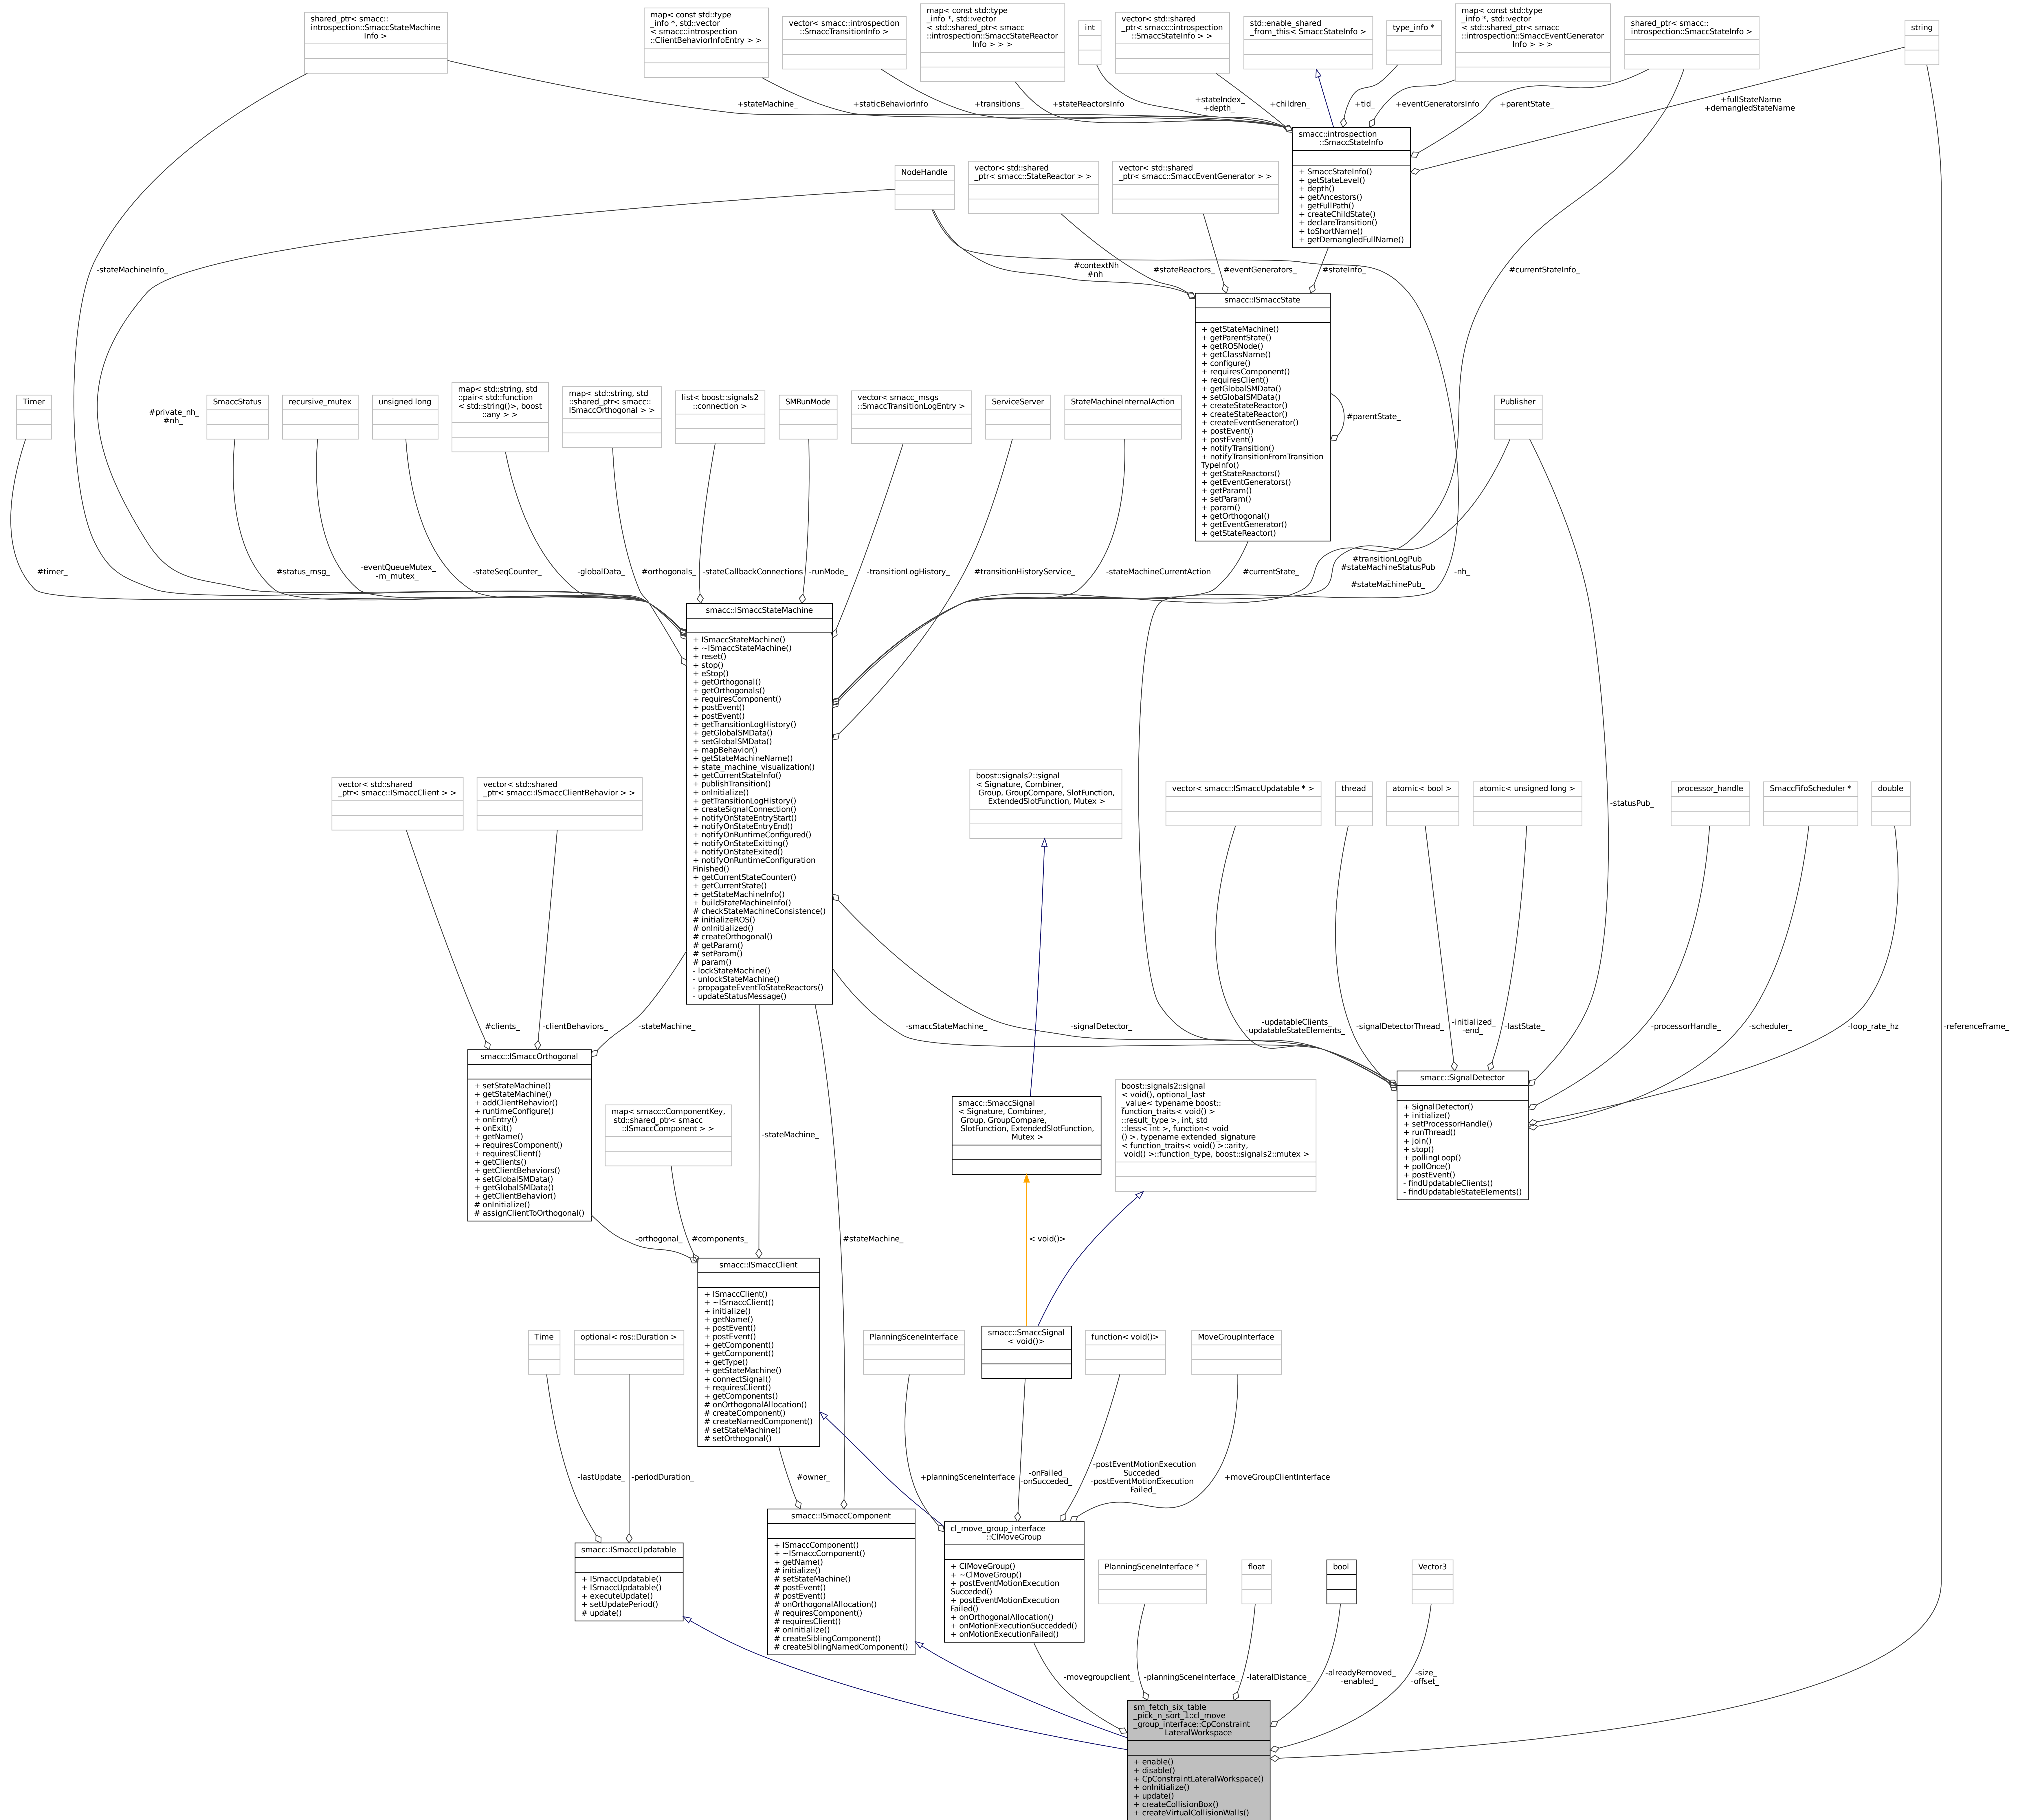 shared_ptr< smacc::
introspection::SmaccStateMachine
Info >
map< const std::type
_info *, std::vector
< smacc::introspection
::ClientBehaviorInfoEntry > >
vector< smacc::introspection
::SmaccTransitionInfo >
map< const std::type
_info *, std::vector
< std::shared_ptr< smacc
::introspection::SmaccStateReactor
Info > > >
int
vector< std::shared
_ptr< smacc::introspection
::SmaccStateInfo > >
std::enable_shared
_from_this< SmaccStateInfo >
type_info *
map< const std::type
_info *, std::vector
< std::shared_ptr< smacc
::introspection::SmaccEventGenerator
Info > > >
shared_ptr< smacc::
introspection::SmaccStateInfo >
string
+stateMachine_
+staticBehaviorInfo
+transitions_
+stateReactorsInfo
+stateIndex_
+depth_
+children_
+tid_
+eventGeneratorsInfo
+parentState_
+fullStateName
+demangledStateName
smacc::introspection
::SmaccStateInfo
+ SmaccStateInfo()
+ getStateLevel()
+ depth()
+ getAncestors()
+ getFullPath()
+ createChildState()
+ declareTransition()
+ toShortName()
+ getDemangledFullName()
NodeHandle
vector< std::shared
_ptr< smacc::StateReactor > >
vector< std::shared
_ptr< smacc::SmaccEventGenerator > >
-stateMachineInfo_
#contextNh
#nh
#stateReactors_
#eventGenerators_
#stateInfo_
#currentStateInfo_
smacc::ISmaccState
+ getStateMachine()
+ getParentState()
+ getROSNode()
+ getClassName()
+ configure()
+ requiresComponent()
+ requiresClient()
+ getGlobalSMData()
+ setGlobalSMData()
+ createStateReactor()
+ createStateReactor()
+ createEventGenerator()
+ postEvent()
+ postEvent()
+ notifyTransition()
+ notifyTransitionFromTransition
TypeInfo()
+ getStateReactors()
+ getEventGenerators()
+ getParam()
+ setParam()
+ param()
+ getOrthogonal()
+ getEventGenerator()
+ getStateReactor()
#parentState_
Timer
#private_nh_
#nh_
SmaccStatus
recursive_mutex
unsigned long
map< std::string, std
::pair< std::function
< std::string()>, boost
::any > >
map< std::string, std
::shared_ptr< smacc::
ISmaccOrthogonal > >
list< boost::signals2
::connection >
SMRunMode
vector< smacc_msgs
::SmaccTransitionLogEntry >
ServiceServer
StateMachineInternalAction
Publisher
#timer_
#status_msg_
-eventQueueMutex_
-m_mutex_
-stateSeqCounter_
-globalData_
#orthogonals_
-stateCallbackConnections
-runMode_
-transitionLogHistory_
#transitionHistoryService_
-stateMachineCurrentAction
#currentState_
#transitionLogPub_
#stateMachineStatusPub
_
#stateMachinePub_
-nh_
smacc::ISmaccStateMachine
+ ISmaccStateMachine()
+ ~ISmaccStateMachine()
+ reset()
+ stop()
+ eStop()
+ getOrthogonal()
+ getOrthogonals()
+ requiresComponent()
+ postEvent()
+ postEvent()
+ getTransitionLogHistory()
+ getGlobalSMData()
+ setGlobalSMData()
+ mapBehavior()
+ getStateMachineName()
+ state_machine_visualization()
+ getCurrentStateInfo()
+ publishTransition()
+ onInitialize()
+ getTransitionLogHistory()
+ createSignalConnection()
+ notifyOnStateEntryStart()
+ notifyOnStateEntryEnd()
+ notifyOnRuntimeConfigured()
+ notifyOnStateExitting()
+ notifyOnStateExited()
+ notifyOnRuntimeConfiguration
Finished()
+ getCurrentStateCounter()
+ getCurrentState()
+ getStateMachineInfo()
+ buildStateMachineInfo()
# checkStateMachineConsistence()
# initializeROS()
# onInitialized()
# createOrthogonal()
# getParam()
# setParam()
# param()
- lockStateMachine()
- unlockStateMachine()
- propagateEventToStateReactors()
- updateStatusMessage()
vector< std::shared
_ptr< smacc::ISmaccClient > >
vector< std::shared
_ptr< smacc::ISmaccClientBehavior > >
boost::signals2::signal
< Signature, Combiner,
Group, GroupCompare, SlotFunction,
ExtendedSlotFunction, Mutex >
vector< smacc::ISmaccUpdatable * >
thread
atomic< bool >
atomic< unsigned long >
-statusPub_
processor_handle
SmaccFifoScheduler *
double
#clients_
-clientBehaviors_
-stateMachine_
-smaccStateMachine_
-signalDetector_
-updatableClients_
-updatableStateElements_
-signalDetectorThread_
-initialized_
-end_
-lastState_
-processorHandle_
-scheduler_
-loop_rate_hz
-referenceFrame_
smacc::ISmaccOrthogonal
+ setStateMachine()
+ getStateMachine()
+ addClientBehavior()
+ runtimeConfigure()
+ onEntry()
+ onExit()
+ getName()
+ requiresComponent()
+ requiresClient()
+ getClients()
+ getClientBehaviors()
+ setGlobalSMData()
+ getGlobalSMData()
+ getClientBehavior()
# onInitialize()
# assignClientToOrthogonal()
map< smacc::ComponentKey,
std::shared_ptr< smacc
::ISmaccComponent > >
-stateMachine_
smacc::SmaccSignal
< Signature, Combiner,
Group, GroupCompare,
SlotFunction, ExtendedSlotFunction,
Mutex >
boost::signals2::signal
< void(), optional_last
_value< typename boost::
function_traits< void() >
::result_type >, int, std
::less< int >, function< void
() >, typename extended_signature
< function_traits< void() >::arity,
void() >::function_type, boost::signals2::mutex >
smacc::SignalDetector
+ SignalDetector()
+ initialize()
+ setProcessorHandle()
+ runThread()
+ join()
+ stop()
+ pollingLoop()
+ pollOnce()
+ postEvent()
- findUpdatableClients()
- findUpdatableStateElements()
-orthogonal_
#components_
#stateMachine_
< void()>
smacc::ISmaccClient
+ ISmaccClient()
+ ~ISmaccClient()
+ initialize()
+ getName()
+ postEvent()
+ postEvent()
+ getComponent()
+ getComponent()
+ getType()
+ getStateMachine()
+ connectSignal()
+ requiresClient()
+ getComponents()
# onOrthogonalAllocation()
# createComponent()
# createNamedComponent()
# setStateMachine()
# setOrthogonal()
Time
optional< ros::Duration >
PlanningSceneInterface
smacc::SmaccSignal
< void()>
function< void()>
MoveGroupInterface
-lastUpdate_
-periodDuration_
#owner_
+planningSceneInterface
-onFailed_
-onSucceded_
-postEventMotionExecution
Succeded_
-postEventMotionExecution
Failed_
+moveGroupClientInterface
smacc::ISmaccUpdatable
+ ISmaccUpdatable()
+ ISmaccUpdatable()
+ executeUpdate()
+ setUpdatePeriod()
# update()
smacc::ISmaccComponent
+ ISmaccComponent()
+ ~ISmaccComponent()
+ getName()
# initialize()
# setStateMachine()
# postEvent()
# postEvent()
# onOrthogonalAllocation()
# requiresComponent()
# requiresClient()
# onInitialize()
# createSiblingComponent()
# createSiblingNamedComponent()
cl_move_group_interface
::ClMoveGroup
+ ClMoveGroup()
+ ~ClMoveGroup()
+ postEventMotionExecution
Succeded()
+ postEventMotionExecution
Failed()
+ onOrthogonalAllocation()
+ onMotionExecutionSuccedded()
+ onMotionExecutionFailed()
PlanningSceneInterface *
float
bool
Vector3
-movegroupclient_
-planningSceneInterface_
-lateralDistance_
-alreadyRemoved_
-enabled_
-size_
-offset_
sm_fetch_six_table
_pick_n_sort_1::cl_move
_group_interface::CpConstraint
LateralWorkspace
+ enable()
+ disable()
+ CpConstraintLateralWorkspace()
+ onInitialize()
+ update()
+ createCollisionBox()
+ createVirtualCollisionWalls()